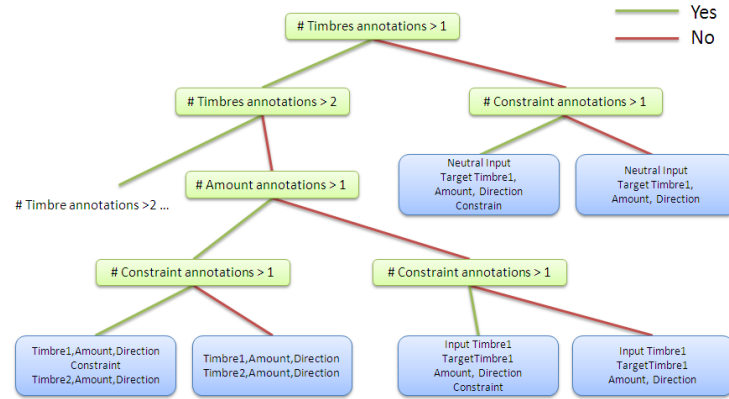 # Timbres annotations > 1
Yes
No
# Timbres annotations > 2
# Constraint annotations > 1
Neutral Input
Target Timbre1,
Amount, Direction
Constrain
Neutral Input
Target Timbre1,
Amount, Direction
# Timbre annotations >2 ...
# Amount annotations > 1
# Constraint annotations > 1
# Constraint annotations > 1
Timbre1,Amount,Direction
Constraint
Timbre2,Amount,Direction
Timbre1,Amount,Direction
Timbre2,Amount,Direction
Input Timbre1
TargetTimbre1
Amount, Direction
Constraint
Input Timbre1
TargetTimbre1
Amount, Direction